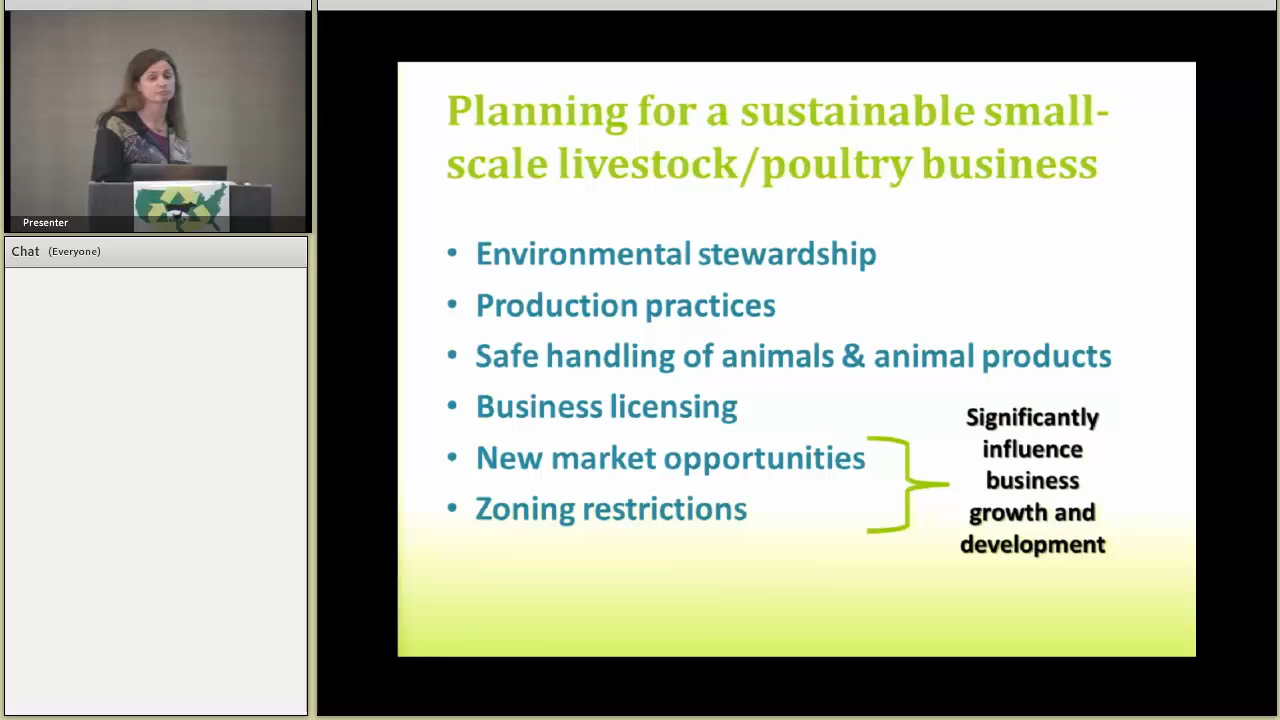 Presenter
Chat (Everyone)
Planning for a sustainable small-
scale livestock/poultry business
• Environmental stewardship
• Production practices
• Safe handling of animals & animal products
• Business licensing
• New market opportunities
• Zoning restrictions
Significantly
influence
business
growth and
development